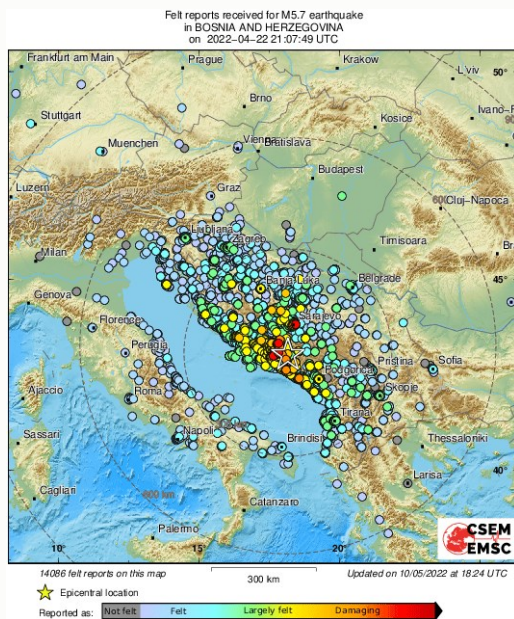 Felt reports received for M5.7 earthquake
in BOSNIA AND HERZEGOVINA
on 2022-04-22 21:07:49 UTC
Frankfurt am Main
Prague
Krakow
L'viv
50°
Brno
Kosice
Ivano-F
Stuttgart
Muenchen
Vienna
Bratislava
Budapest
Luzern
Graz
Cluj-Napoca
Ljubljana
Zagreb
Timisoara
Milan
Banja Luka
Belgrade
45°
Genova
Sarajevo
Florence
Perugia
Podgorica
Pristina
Sofia
Skopje
Ajaccio
Roma
Tirana
Sassari
Napoli
Brindisi
Thessaloniki
Larisa
40°
Cagliari
600 km
Catanzaro
Palermo
CSEM
EMSC
10°
15°
20°
14086 felt reports on this map
300 km
Updated on 10/05/2022 at 18:24 UTC
Epicentral location
Reported as:
Not felt
Felt
Largely felt
Damaging